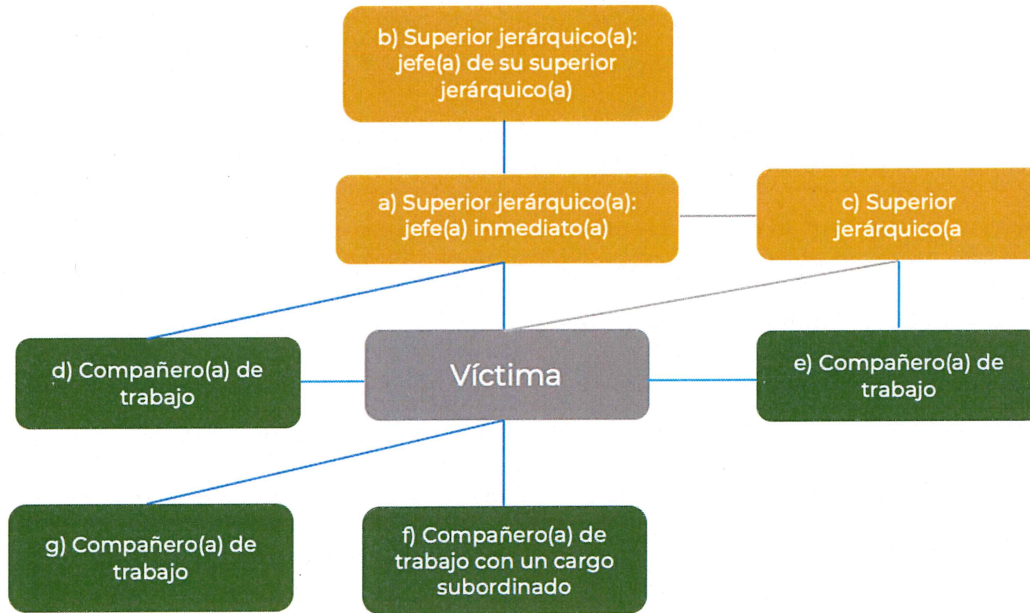 b) Superior jerárquico(a):
jefe(a) de su superior
jerárquico(a)
a) Superior jerárquico(a):
jefe(a) inmediato(a)
c) Superior
jerárquico(a
d) Compañero(a) de
trabajo
Víctima
e) Compañero(a) de
trabajo
g) Compañero(a) de
trabajo
f) Compañero(a) de
trabajo con un cargo
subordinado